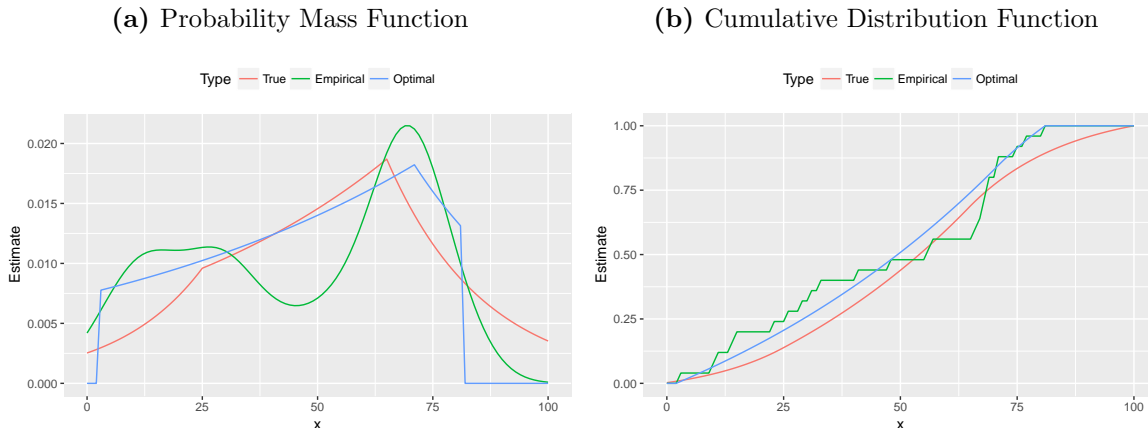 (a) Probability Mass Function
Type True Empirical Optimal
Estimate
0.020
0.015
0.010
0.005
0.000
0 25 50 75 100
x
(b) Cumulative Distribution Function
Type True Empirical Optimal
Estimate
1.00
0.75
0.50
0.25
0.00
0 25 50 75 100
x